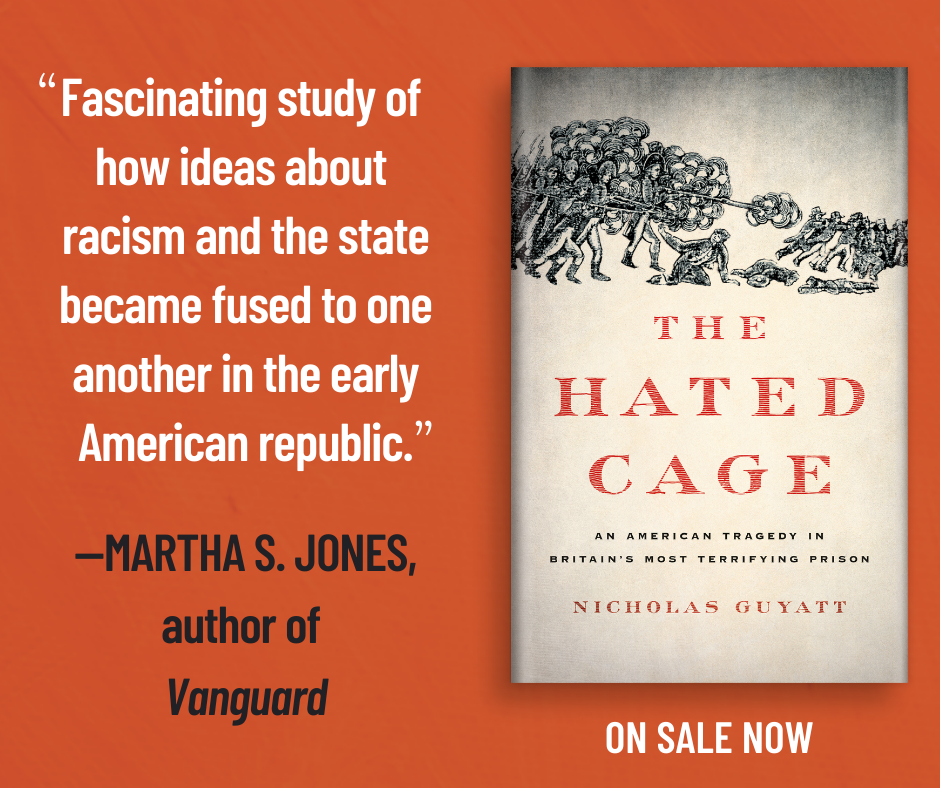 “Fascinating study of
how ideas about
racism and the state
became fused to one
another in the early
American republic.”
—MARTHA S. JONES,
author of
Vanguard
THE
HATED
CAGE
AN AMERICAN TRAGEDY IN
BRITAIN'S MOST TERRIFYING PRISON
NICHOLAS GUYATT
ON SALE NOW